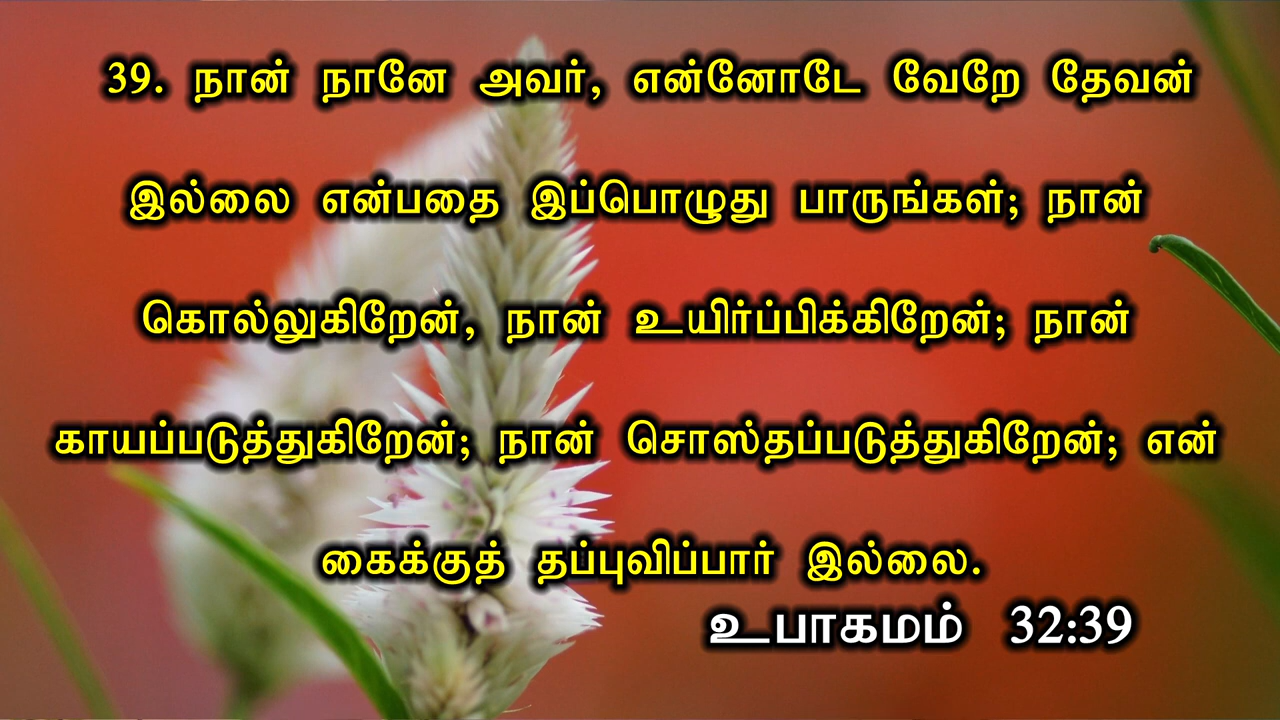 39. நான் நானே அவர், என்னோடே வேறே தேவன்
இல்லை என்பதை இப்பொழுது பாருங்கள்; நான்
கொல்லுகிறேன், நான் உயிர்ப்பிக்கிறேன்; நான்
காயப்படுத்துகிறேன்; நான் சொஸ்தப்படுத்துகிறேன்; என்
கைக்குத் தப்புவிப்பார் இல்லை.
உபாகமம் 32:39